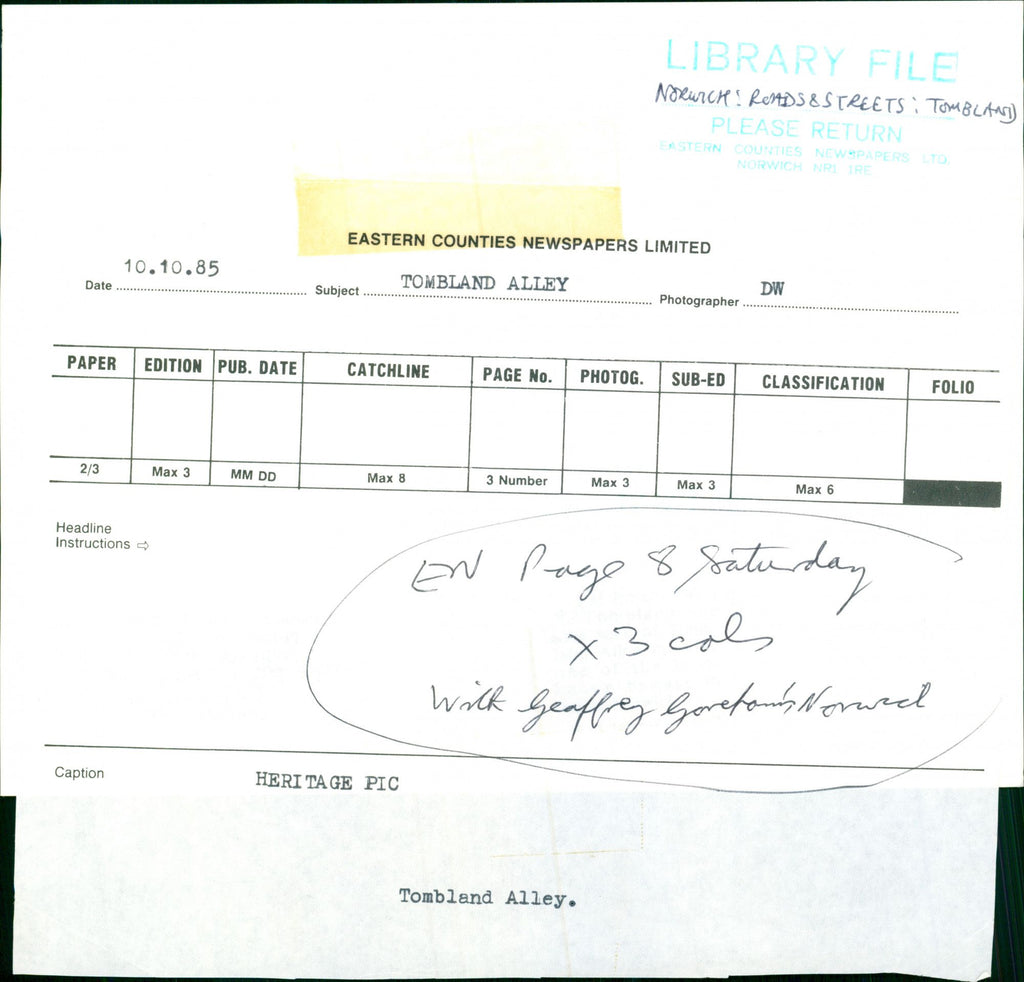 LIBRARY FILE
NORWICH: ROADS & STREETS: TOMBLAND
PLEASE RETURN
EASTERN COUNTIES NEWSPAPERS LTD.
NORWICH NR1 1RE
EASTERN COUNTIES NEWSPAPERS LIMITED
Date 10.10.85 Subject TOMBLAND ALLEY Photographer DW
PAPER EDITION PUB. DATE CATCHLINE PAGE No. PHOTOG. SUB-ED CLASSIFICATION FOLIO
2/3 Max 3 MM DD Max 8 3 Number Max 3 Max 3 Max 6
Headline
Instructions ⇨
EN Page 8 Saturday
x 3 cols
With Geoffrey Goreham's Norwich
Caption HERITAGE PIC
Tombland Alley.